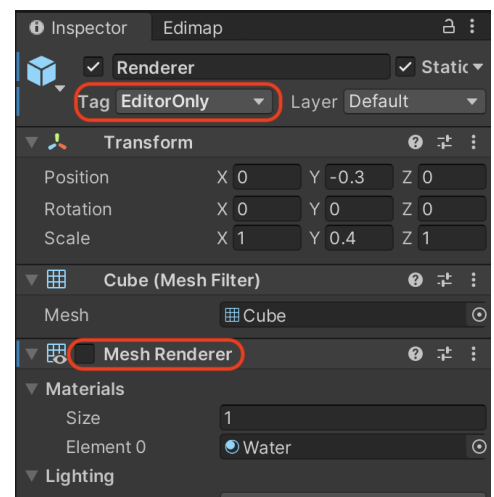 Inspector Edimap
Renderer Static
Tag EditorOnly Layer Default
Transform
Position X 0 Y -0.3 Z 0
Rotation X 0 Y 0 Z 0
Scale X 1 Y 0.4 Z 1
Cube (Mesh Filter)
Mesh Cube
Mesh Renderer
Materials
Size 1
Element 0 Water
Lighting